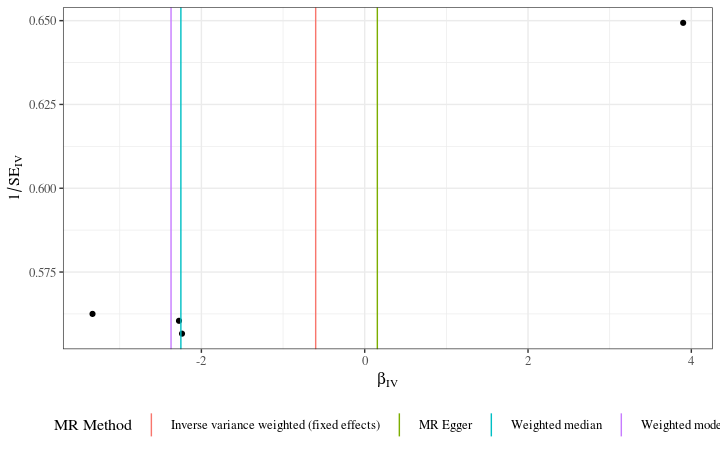 0.650
0.625
0.600
0.575
1/SE_IV
-2 0 2 4
β_IV
MR Method Inverse variance weighted (fixed effects) MR Egger Weighted median Weighted mode